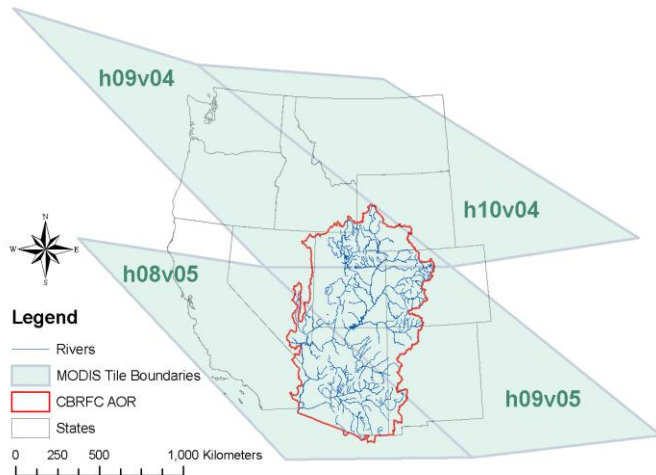 h09v04
h10v04
N
W E
S
h08v05
h09v05
Legend
Rivers
MODIS Tile Boundaries
CBRFC AOR
States
0 250 500 1,000 Kilometers